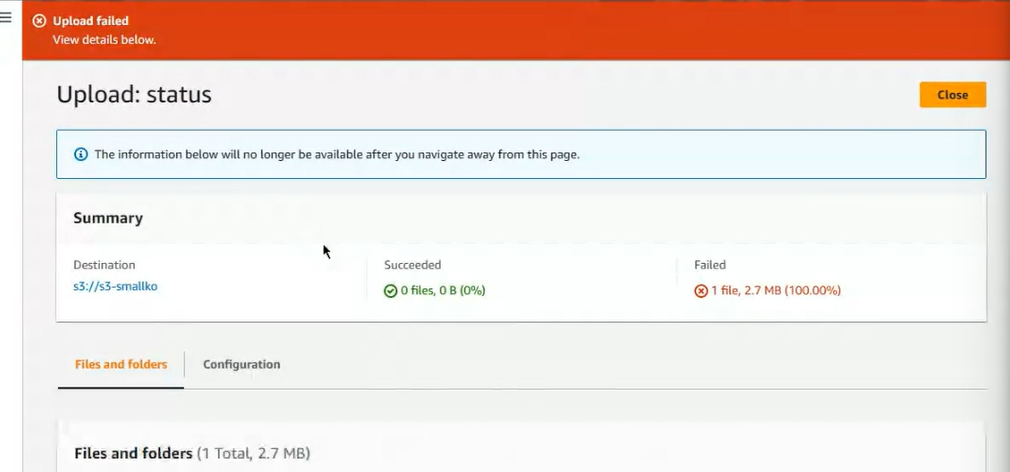 Upload failed
View details below.
Upload: status
Close
The information below will no longer be available after you navigate away from this page.
Summary
Destination
s3://s3-smallko
Succeeded
0 files, 0 B (0%)
Failed
1 file, 2.7 MB (100.00%)
Files and folders
Configuration
Files and folders (1 Total, 2.7 MB)